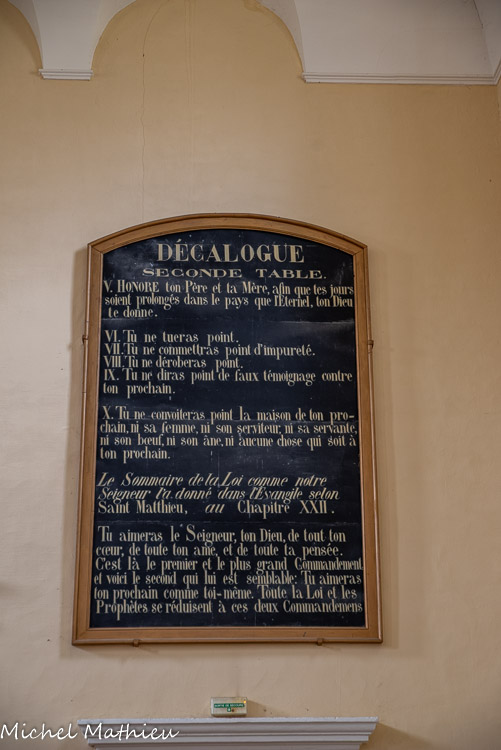 DÉCALOGUE
SECONDE TABLE.
V. HONORE ton Père et ta Mère, afin que tes jours
soient prolongés dans le pays que l'Éternel, ton Dieu
te donne.
VI. Tu ne tueras point.
VII. Tu ne commettras point d'impureté.
VIII. Tu ne déroberas point.
IX. Tu ne diras point de faux témoignage contre
ton prochain.
X. Tu ne convoiteras point la maison de ton pro-
chain, ni sa femme, ni son serviteur, ni sa servante,
ni son bœuf, ni son âne, ni aucune chose qui soit à
ton prochain.
Le Sommaire de la Loi comme notre
Seigneur l'a donné dans l'Evangile selon
Saint Matthieu, au Chapitre XXII.
Tu aimeras le Seigneur, ton Dieu, de tout ton
cœur, de toute ton ame, et de toute ta pensée.
C'est là le premier et le plus grand Commandement
et voici le second qui lui est semblable: Tu aimeras
ton prochain comme toi-même. Toute la Loi et les
Prophètes se réduisent à ces deux Commandemens
Michel Mathieu